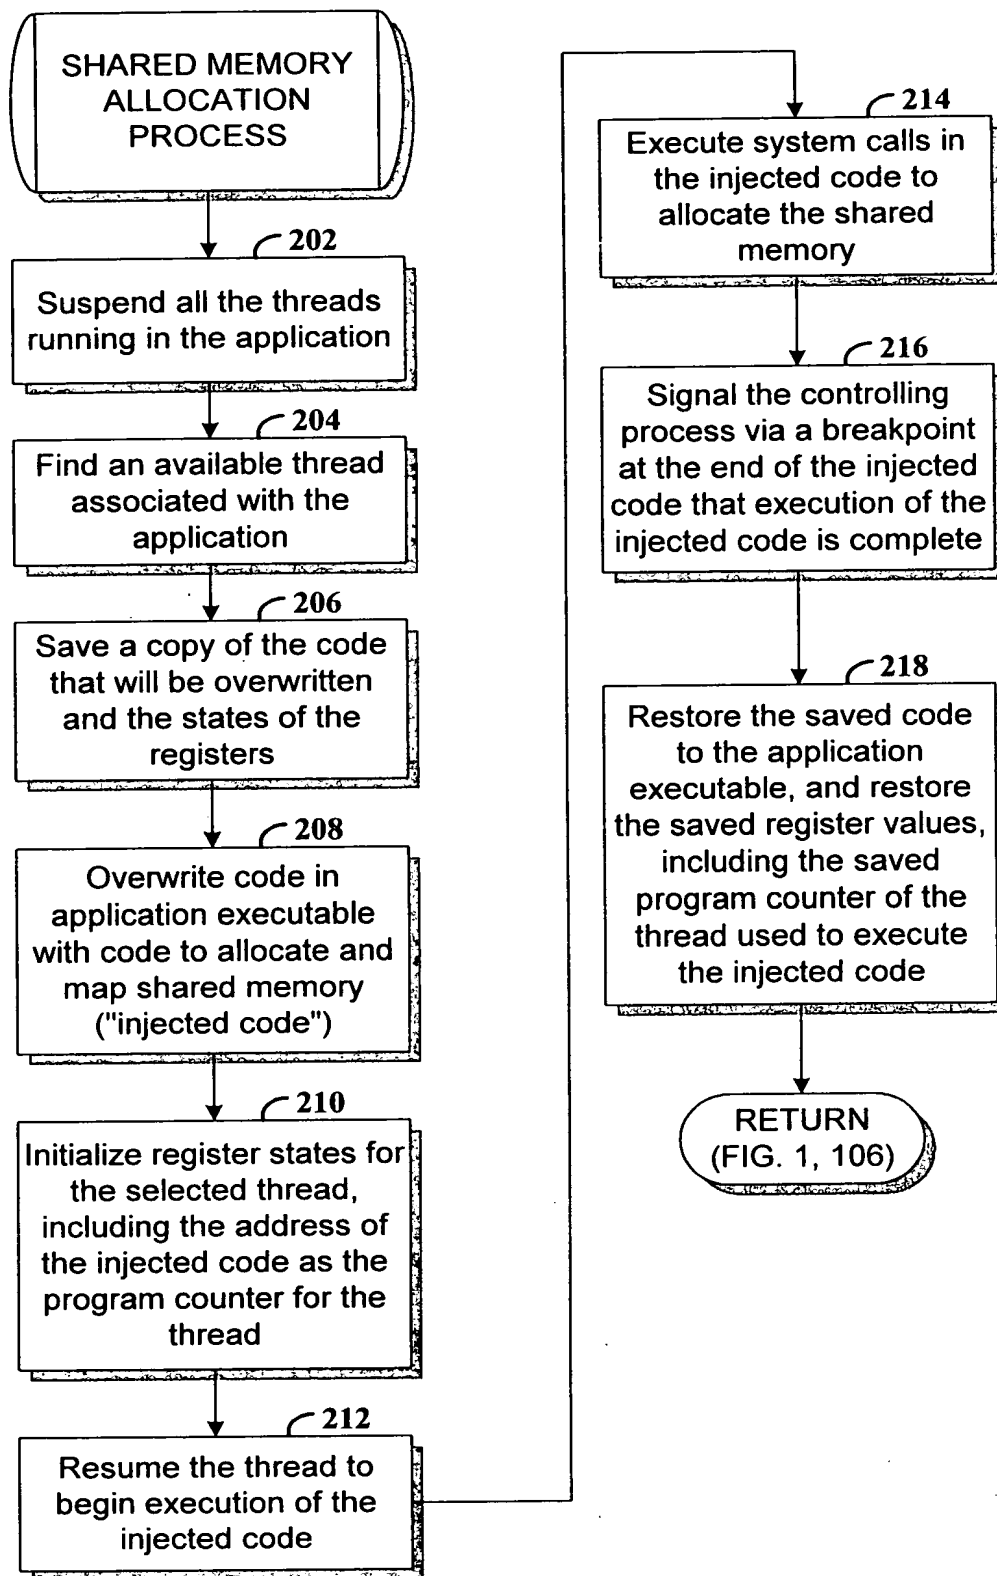 SHARED MEMORY
ALLOCATION
PROCESS
202
Suspend all the threads
running in the application
204
Find an available thread
associated with the
application
206
Save a copy of the code
that will be overwritten
and the states of the
registers
208
Overwrite code in
application executable
with code to allocate and
map shared memory
("injected code")
210
Initialize register states for
the selected thread,
including the address of
the injected code as the
program counter for the
thread
212
Resume the thread to
begin execution of the
injected code
214
Execute system calls in
the injected code to
allocate the shared
memory
216
Signal the controlling
process via a breakpoint
at the end of the injected
code that execution of the
injected code is complete
218
Restore the saved code
to the application
executable, and restore
the saved register values,
including the saved
program counter of the
thread used to execute
the injected code
RETURN
(FIG. 1, 106)